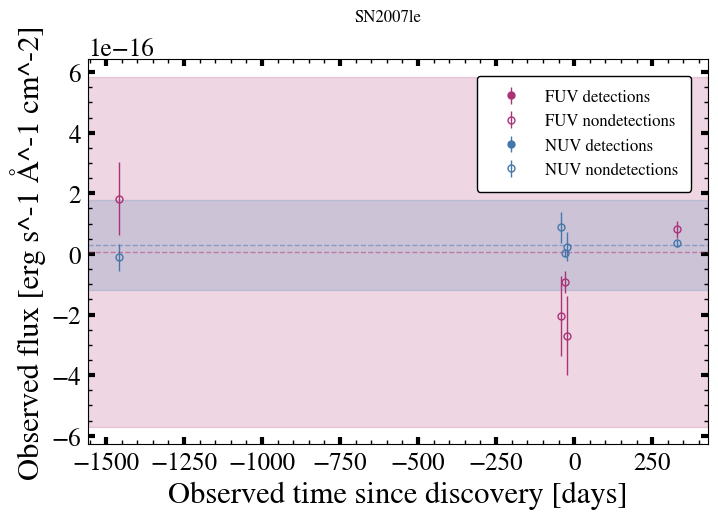 SN2007le
1e−16
6
4
2
0
−2
−4
−6
Observed flux [erg s^-1 Å^-1 cm^-2]
FUV detections
FUV nondetections
NUV detections
NUV nondetections
−1500 −1250 −1000 −750 −500 −250 0 250
Observed time since discovery [days]